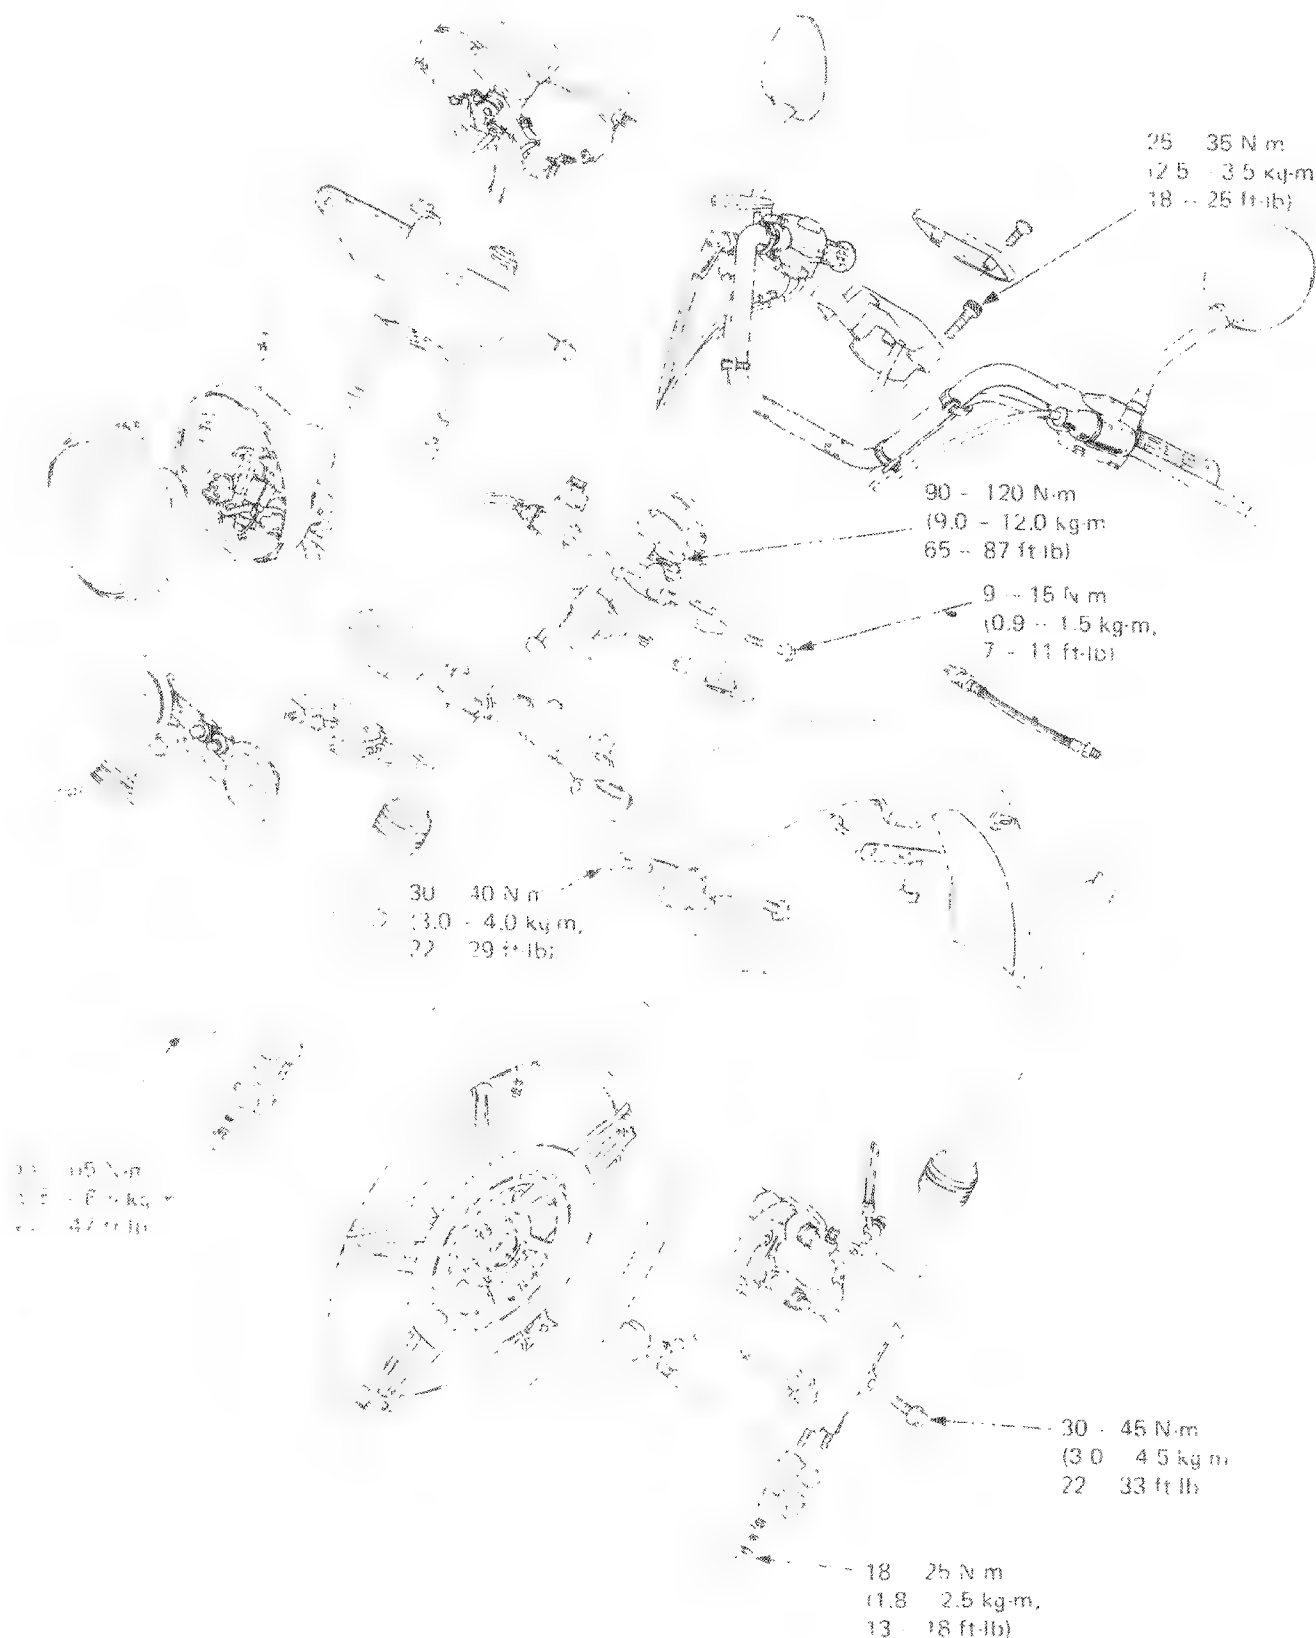 25 35 N·m
(2.5 - 3.5 kg-m
18 - 25 ft-lb)
90 - 120 N·m
(9.0 - 12.0 kg-m
65 - 87 ft-lb)
9 - 15 N·m
(0.9 - 1.5 kg-m,
7 - 11 ft-lb)
30 40 N·m
(3.0 - 4.0 kg-m,
22 29 ft-lb)
47 ft-lb
30 - 45 N·m
(3.0 4.5 kg-m
22 33 ft-lb
18 25 N·m
(1.8 2.5 kg-m,
13 - 18 ft-lb)